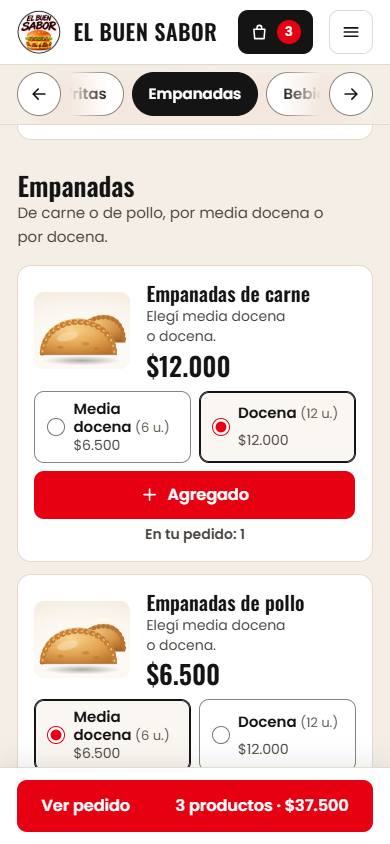 EL BUEN SABOR
EL BUEN SABOR
3
ritas
Empanadas
Bebi
Empanadas
De carne o de pollo, por media docena o
por docena.
Empanadas de carne
Elegí media docena
o docena.
$12.000
Media
docena (6 u.)
$6.500
Docena (12 u.)
$12.000
+ Agregado
En tu pedido: 1
Empanadas de pollo
Elegí media docena
o docena.
$6.500
Media
docena (6 u.)
$6.500
Docena (12 u.)
$12.000
Ver pedido
3 productos · $37.500